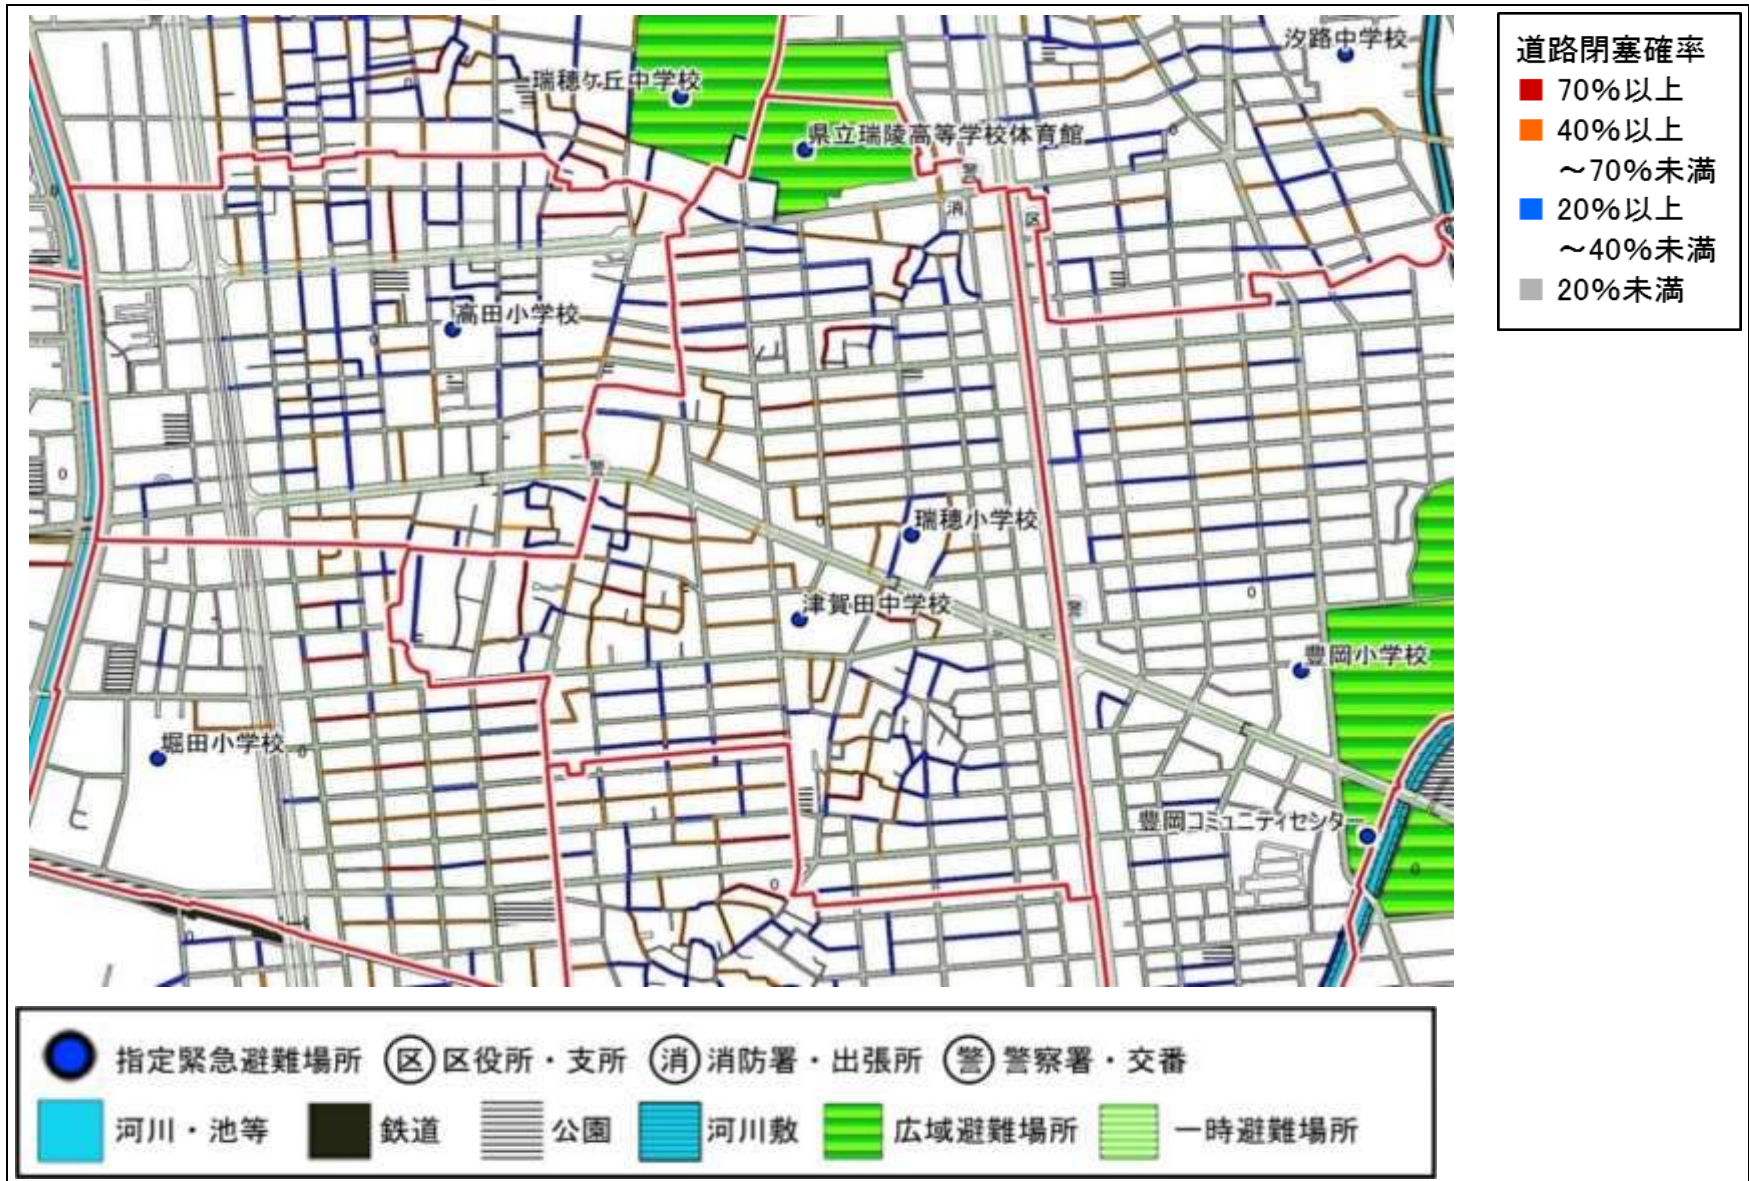 汐路中学校
瑞穂ケ丘中学校
県立瑞陵高等学校体育館
警
消
区
高田小学校
警
瑞穂小学校
津賀田中学校
警
豊岡小学校
堀田小学校
豊岡コミュニティセンター
道路閉塞確率
70%以上
40%以上
～70%未満
20%以上
～40%未満
20%未満
指定緊急避難場所 区 区役所・支所 消 消防署・出張所 警 警察署・交番
河川・池等 鉄道 公園 河川敷 広域避難場所 一時避難場所